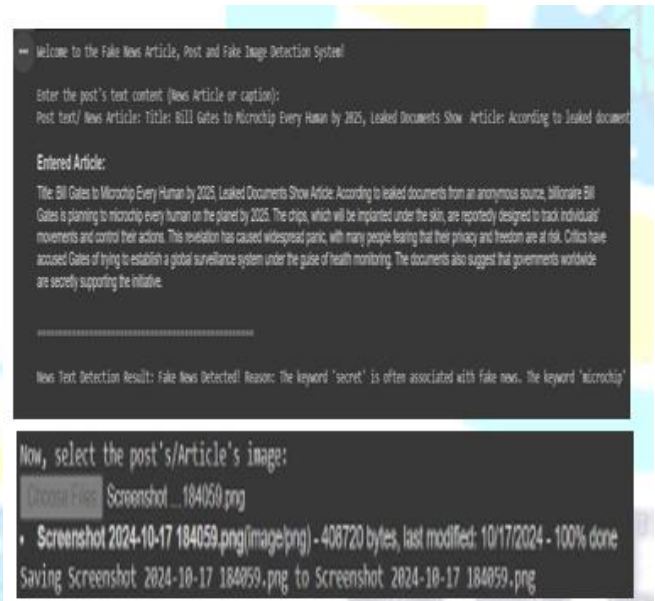 Welcome to the Fake News Article, Post and Fake Image Detection System!
Enter the post's text content (News Article or caption):
Post text/ News Article: Title: Bill Gates to Microchip Every Human by 2025, Leaked Documents Show Article: According to leaked document
Entered Article:
Title: Bill Gates to Microchip Every Human by 2025, Leaked Documents Show Article: According to leaked documents from an anonymous source, billionaire Bill
Gates is planning to microchip every human on the planet by 2025. The chips, which will be implanted under the skin, are reportedly designed to track individuals'
movements and control their actions. This revelation has caused widespread panic, with many people fearing that their privacy and freedom are at risk. Critics have
accused Gates of trying to establish a global surveillance system under the guise of health monitoring. The documents also suggest that governments worldwide
are secretly supporting the initiative.
==================================================
News Text Detection Result: Fake News Detected! Reason: The keyword 'secret' is often associated with fake news. The keyword 'microchip'
Now, select the post's/Article's image:
Choose Files Screenshot ...184059.png
• Screenshot 2024-10-17 184059.png(image/png) - 408720 bytes, last modified: 10/17/2024 - 100% done
Saving Screenshot 2024-10-17 184059.png to Screenshot 2024-10-17 184059.png